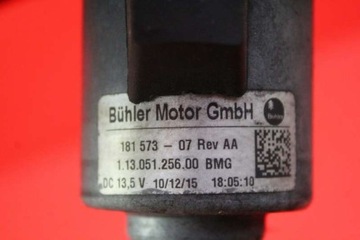 Bühler Motor GmbH
181 573 - 07 Rev AA
1.13.051.256.00 BMG
DC 13,5 V 10/12/15 18:05:10